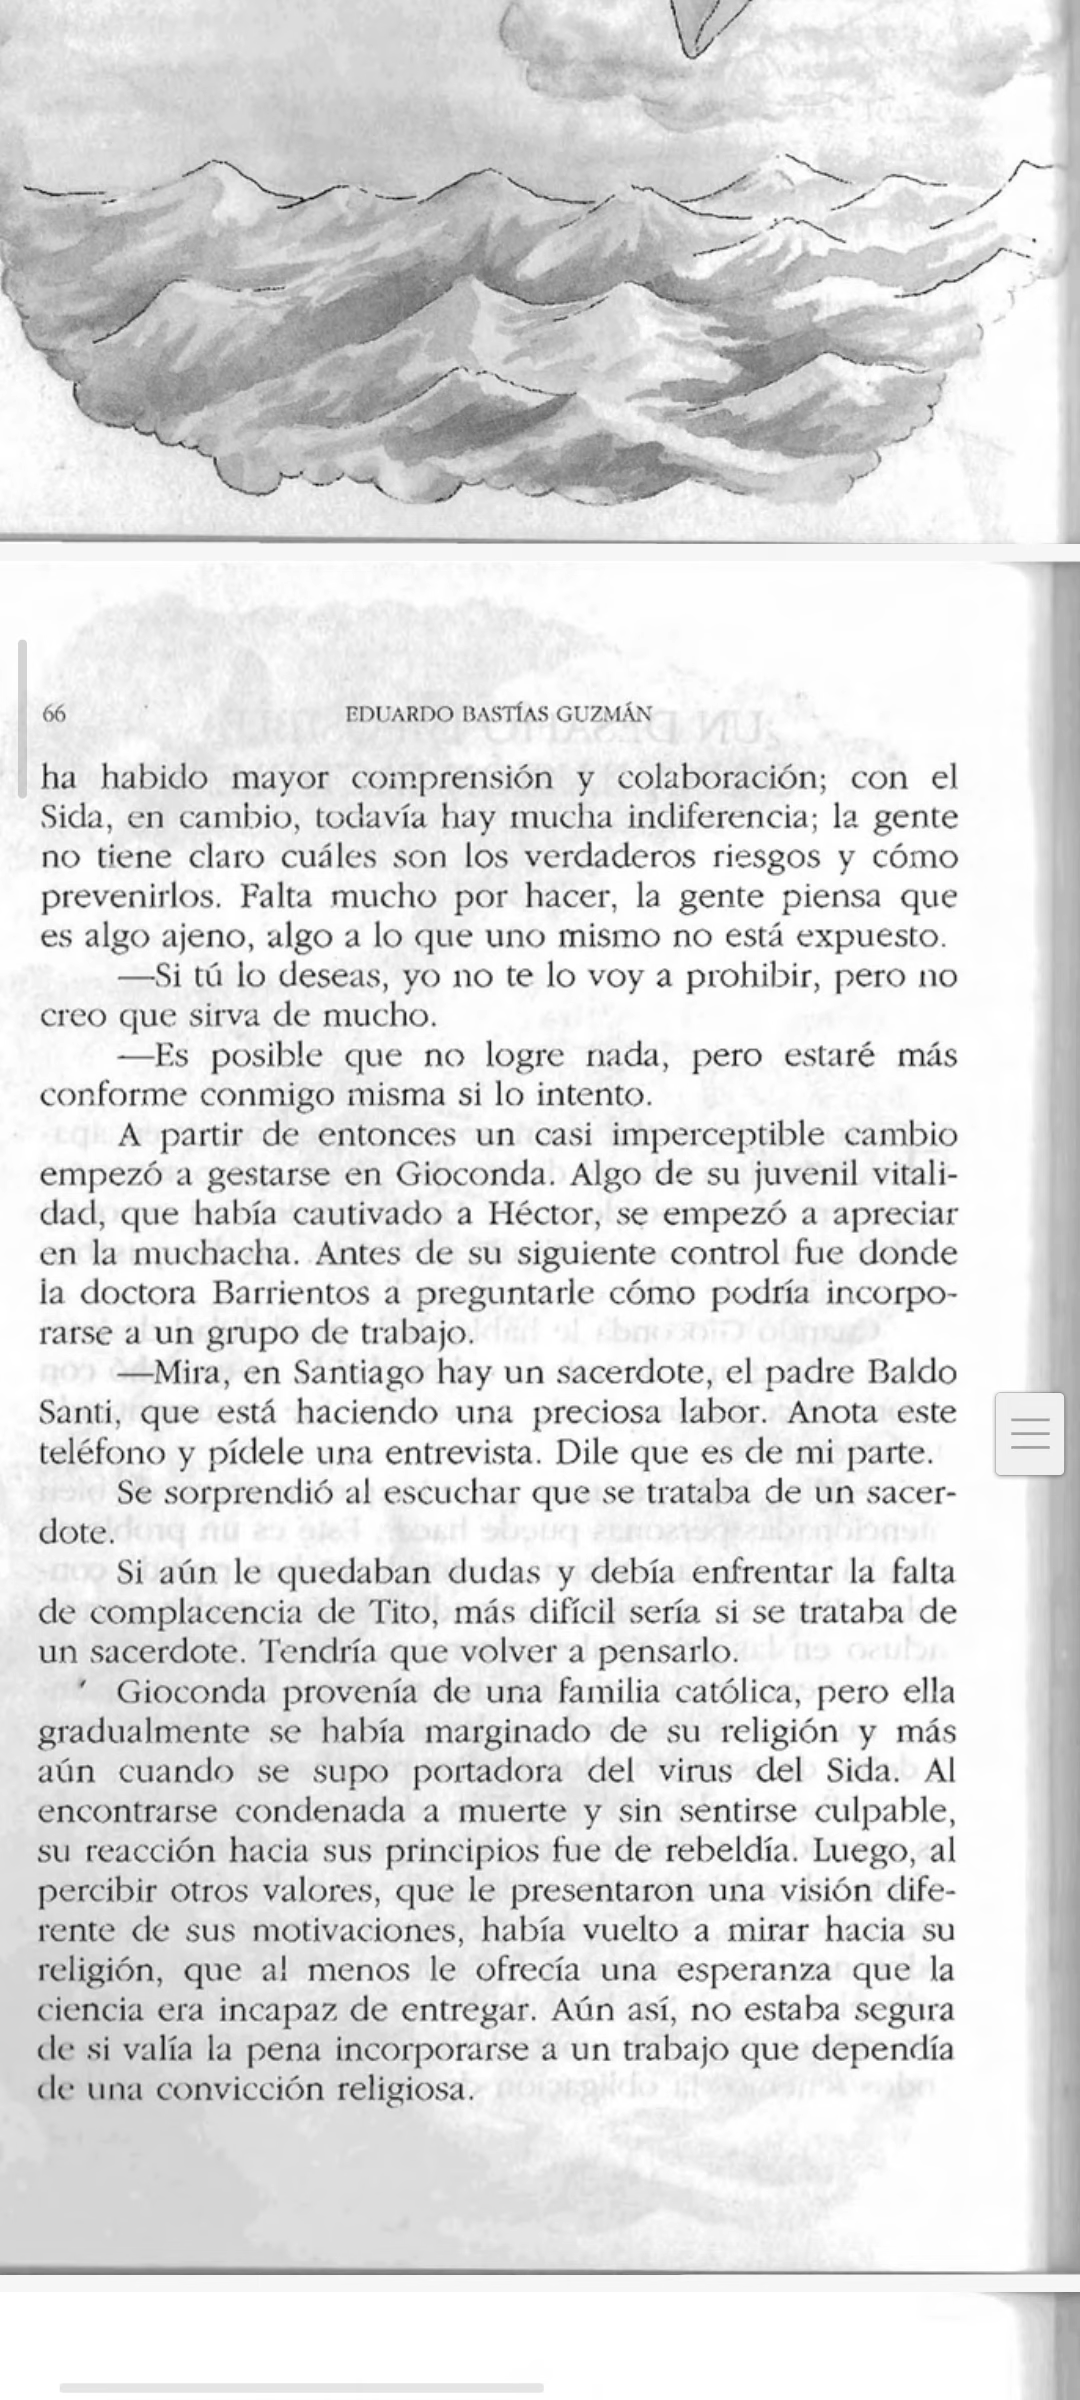 66
EDUARDO BASTÍAS GUZMÁN
ha habido mayor comprensión y colaboración; con el
Sida, en cambio, todavía hay mucha indiferencia; la gente
no tiene claro cuáles son los verdaderos riesgos y cómo
prevenirlos. Falta mucho por hacer, la gente piensa que
es algo ajeno, algo a lo que uno mismo no está expuesto.
—Si tú lo deseas, yo no te lo voy a prohibir, pero no
creo que sirva de mucho.
—Es posible que no logre nada, pero estaré más
conforme conmigo misma si lo intento.
A partir de entonces un casi imperceptible cambio
empezó a gestarse en Gioconda. Algo de su juvenil vitali-
dad, que había cautivado a Héctor, se empezó a apreciar
en la muchacha. Antes de su siguiente control fue donde
la doctora Barrientos a preguntarle cómo podría incorpo-
rarse a un grupo de trabajo.
—Mira, en Santiago hay un sacerdote, el padre Baldo
Santi, que está haciendo una preciosa labor. Anota este
teléfono y pídele una entrevista. Dile que es de mi parte.
Se sorprendió al escuchar que se trataba de un sacer-
dote.
Si aún le quedaban dudas y debía enfrentar la falta
de complacencia de Tito, más difícil sería si se trataba de
un sacerdote. Tendría que volver a pensarlo.
Gioconda provenía de una familia católica, pero ella
gradualmente se había marginado de su religión y más
aún cuando se supo portadora del virus del Sida. Al
encontrarse condenada a muerte y sin sentirse culpable,
su reacción hacia sus principios fue de rebeldía. Luego, al
percibir otros valores, que le presentaron una visión dife-
rente de sus motivaciones, había vuelto a mirar hacia su
religión, que al menos le ofrecía una esperanza que la
ciencia era incapaz de entregar. Aún así, no estaba segura
de si valía la pena incorporarse a un trabajo que dependía
de una convicción religiosa.